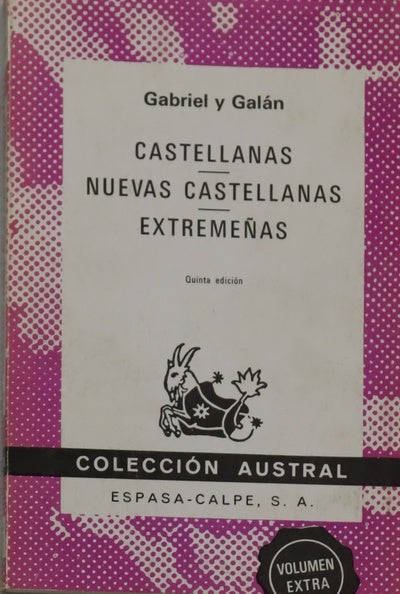 Gabriel y Galán
CASTELLANAS
NUEVAS CASTELLANAS
EXTREMEÑAS
Quinta edición
COLECCIÓN AUSTRAL
ESPASA-CALPE, S. A.
VOLUMEN
EXTRA